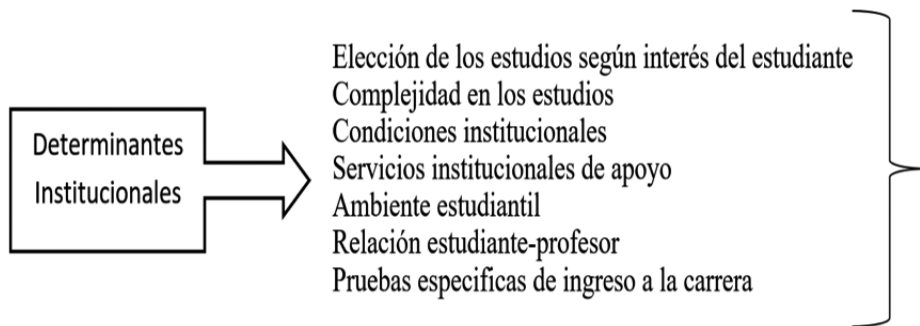 Determinantes
Institucionales
Elección de los estudios según interés del estudiante
Complejidad en los estudios
Condiciones institucionales
Servicios institucionales de apoyo
Ambiente estudiantil
Relación estudiante-profesor
Pruebas especificas de ingreso a la carrera